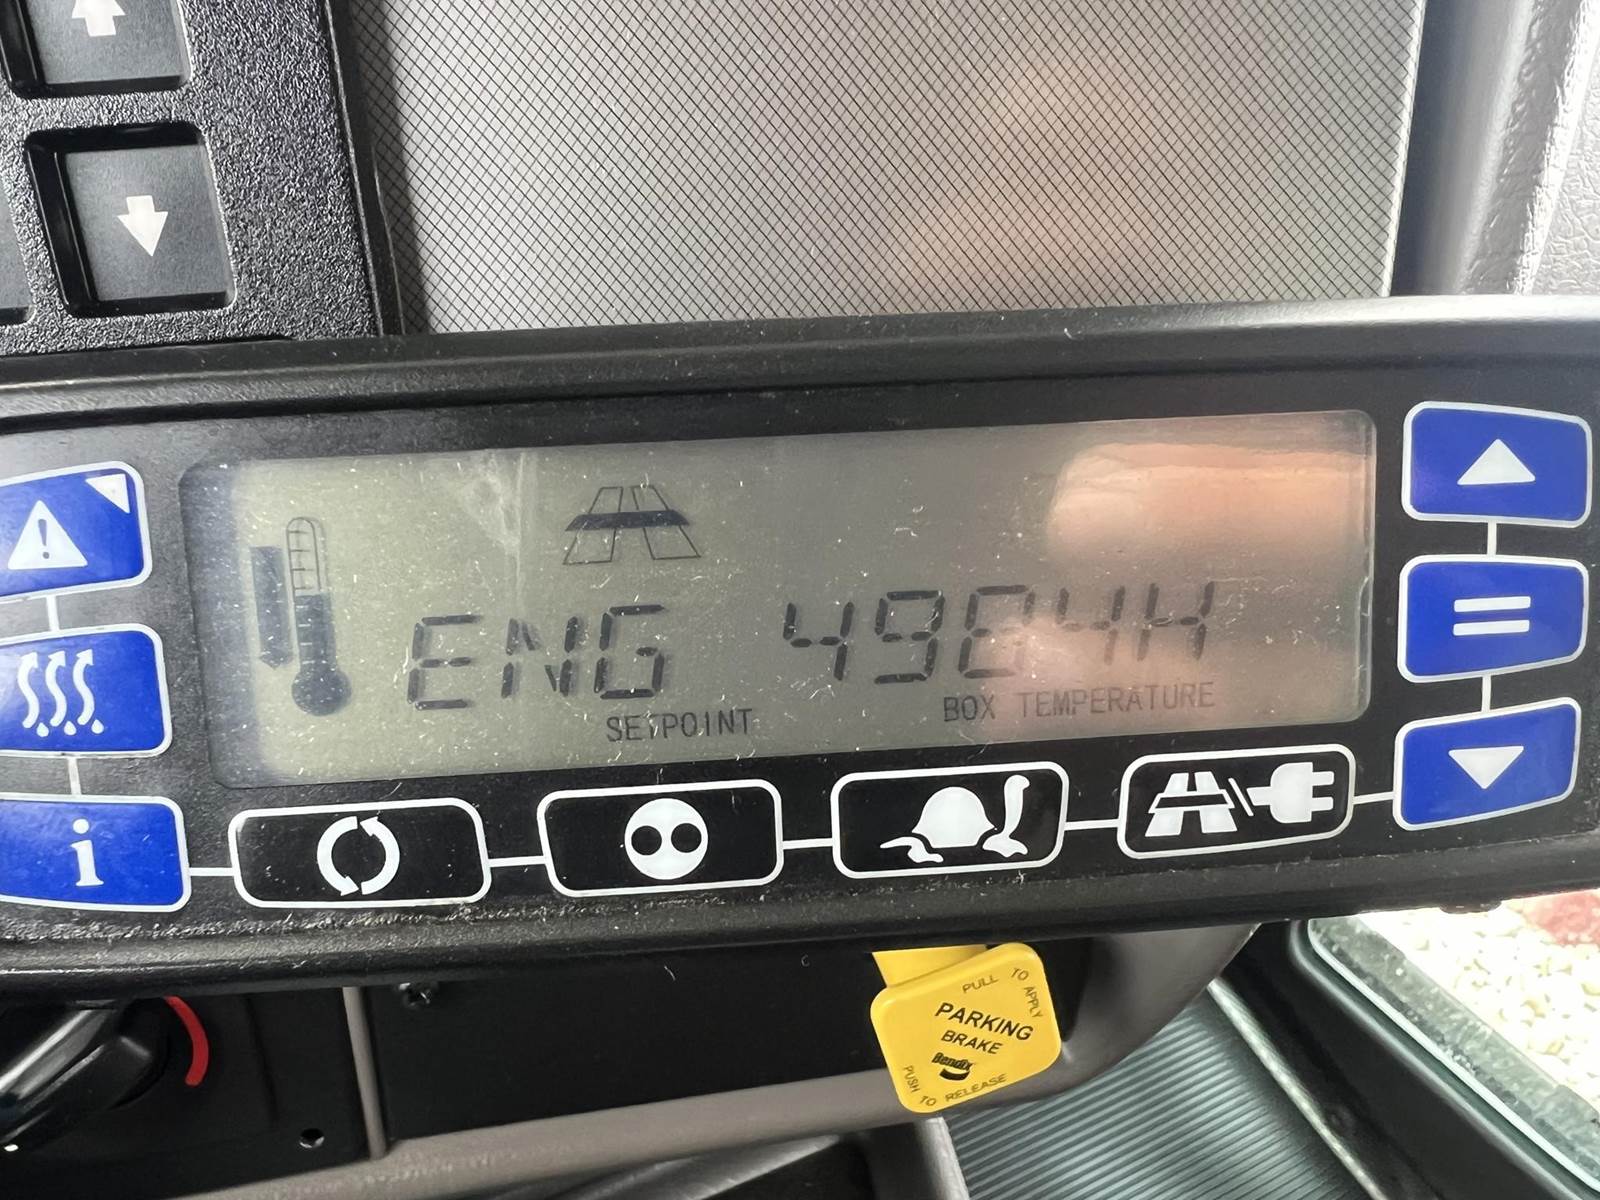 ENG 4984H
SETPOINT BOX TEMPERATURE
i
PULL TO APPLY
PARKING
BRAKE
Bendix
PUSH TO RELEASE